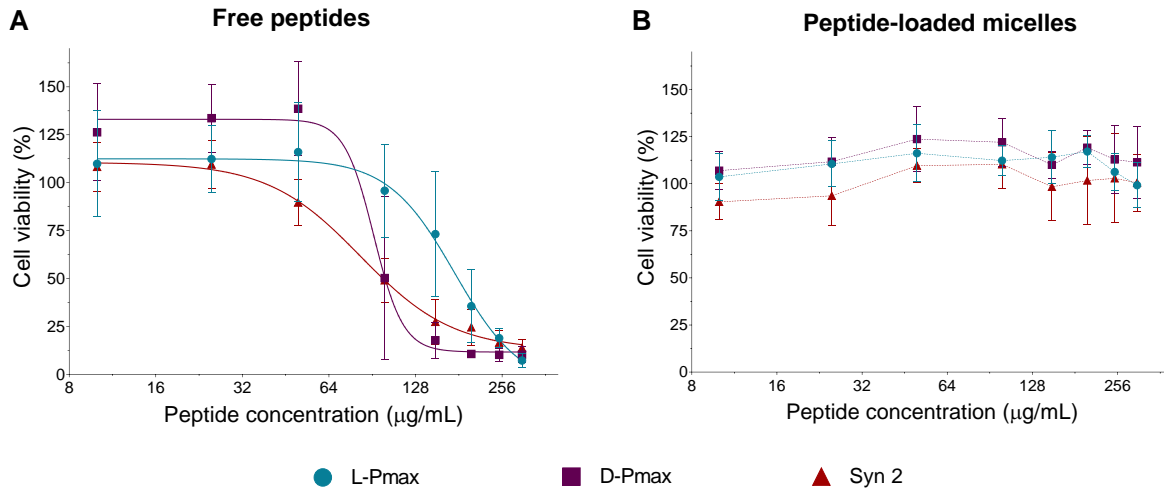 A
Free peptides
150
125
100
75
50
25
0
Cell viability (%)
8 16 32 64 128 256
Peptide concentration (μg/mL)
B
Peptide-loaded micelles
150
125
100
75
50
25
0
Cell viability (%)
8 16 32 64 128 256
Peptide concentration (μg/mL)
L-Pmax D-Pmax Syn 2